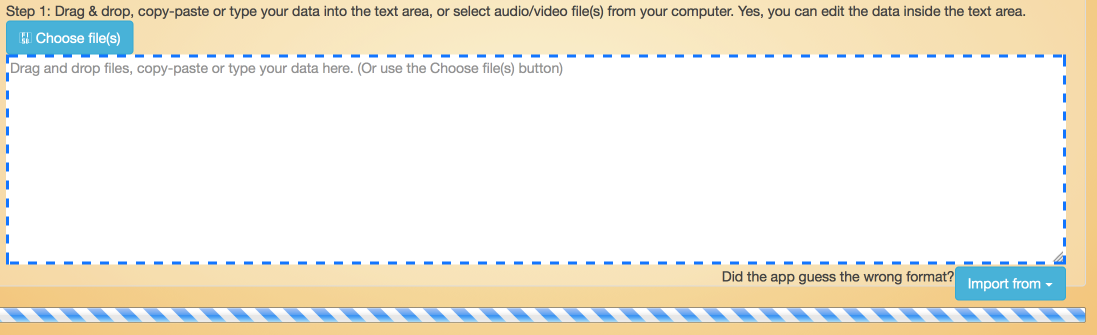 Step 1: Drag & drop, copy-paste or type your data into the text area, or select audio/video file(s) from your computer. Yes, you can edit the data inside the text area.
Choose file(s)
Drag and drop files, copy-paste or type your data here. (Or use the Choose file(s) button)
Did the app guess the wrong format?
Import from